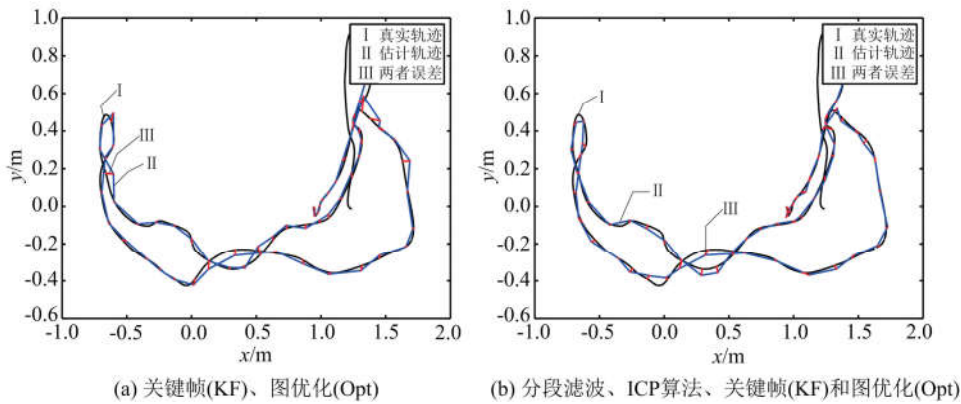 1.0
0.8
0.6
0.4
0.2
0.0
-0.2
-0.4
-0.6
y/m
Ⅰ 真实轨迹
Ⅱ 估计轨迹
Ⅲ 两者误差
Ⅰ
Ⅲ
Ⅱ
-1.0 -0.5 0.0 0.5 1.0 1.5 2.0
x/m
(a) 关键帧(KF)、图优化(Opt)
1.0
0.8
0.6
0.4
0.2
0.0
-0.2
-0.4
-0.6
y/m
Ⅰ 真实轨迹
Ⅱ 估计轨迹
Ⅲ 两者误差
Ⅰ
Ⅱ
Ⅲ
-1.0 -0.5 0.0 0.5 1.0 1.5 2.0
x/m
(b) 分段滤波、ICP算法、关键帧(KF)和图优化(Opt)